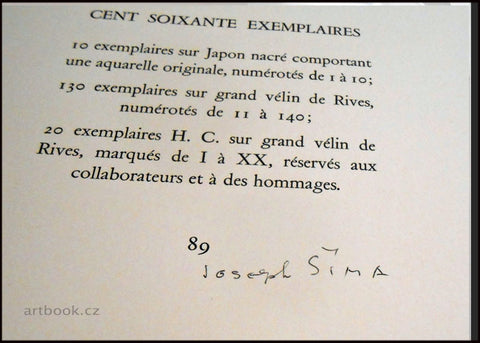 CENT SOIXANTE EXEMPLAIRES
10 exemplaires sur Japon nacré comportant
une aquarelle originale, numérotés de 1 à 10;
130 exemplaires sur grand vélin de Rives,
numérotés de 11 à 140;
20 exemplaires H. C. sur grand vélin de
Rives, marqués de I à XX, réservés aux
collaborateurs et à des hommages.
89
Joseph ŠIMA
artbook.cz